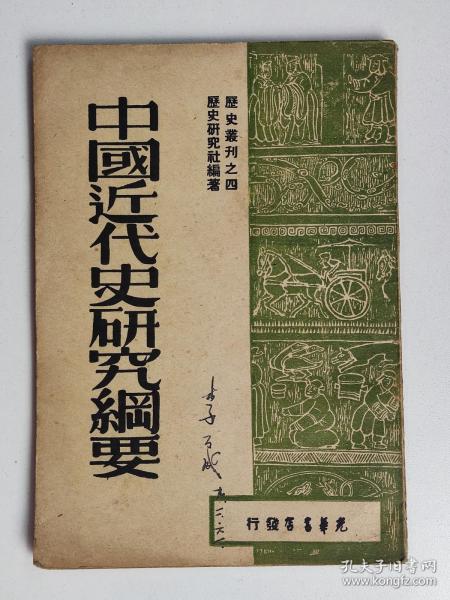 歷史叢刊之四
歷史研究社編著
中國近代史研究綱要
光華書店發行
孔夫子旧书网
www.kongfz.com